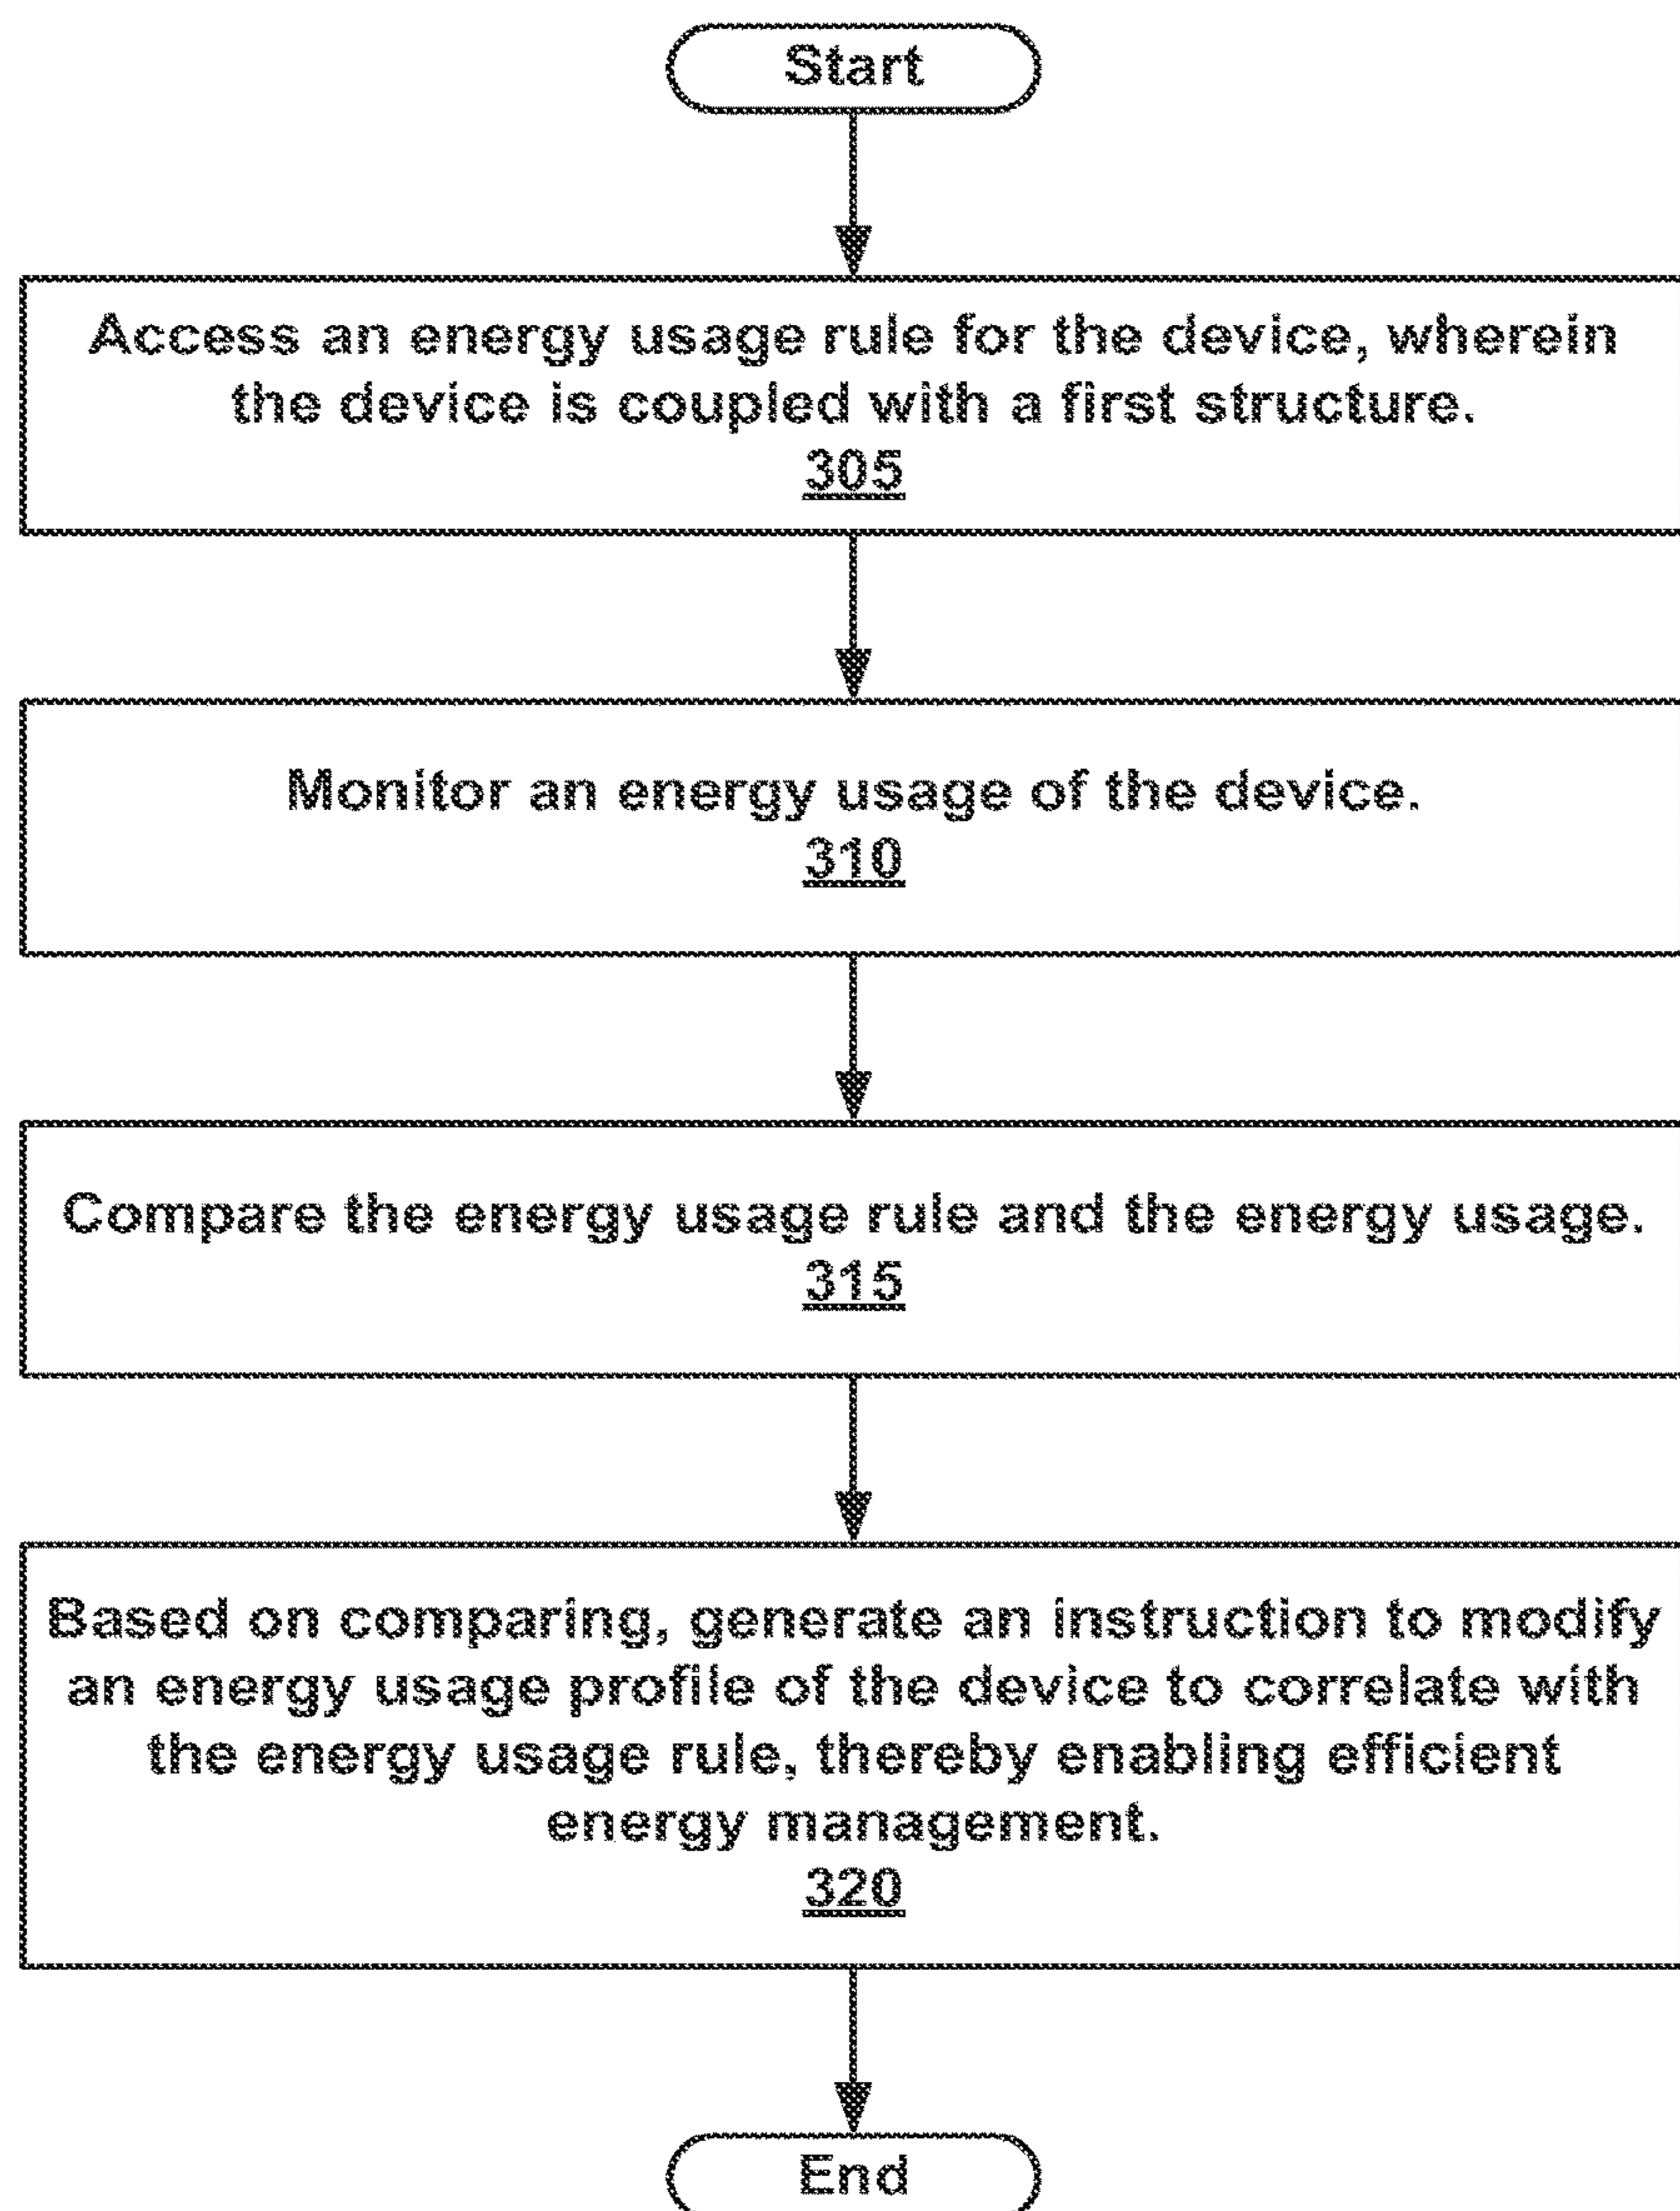 Start
Access an energy usage rule for the device, wherein
the device is coupled with a first structure.
305
Monitor an energy usage of the device.
310
Compare the energy usage rule and the energy usage.
315
Based on comparing, generate an instruction to modify
an energy usage profile of the device to correlate with
the energy usage rule, thereby enabling efficient
energy management.
320
End